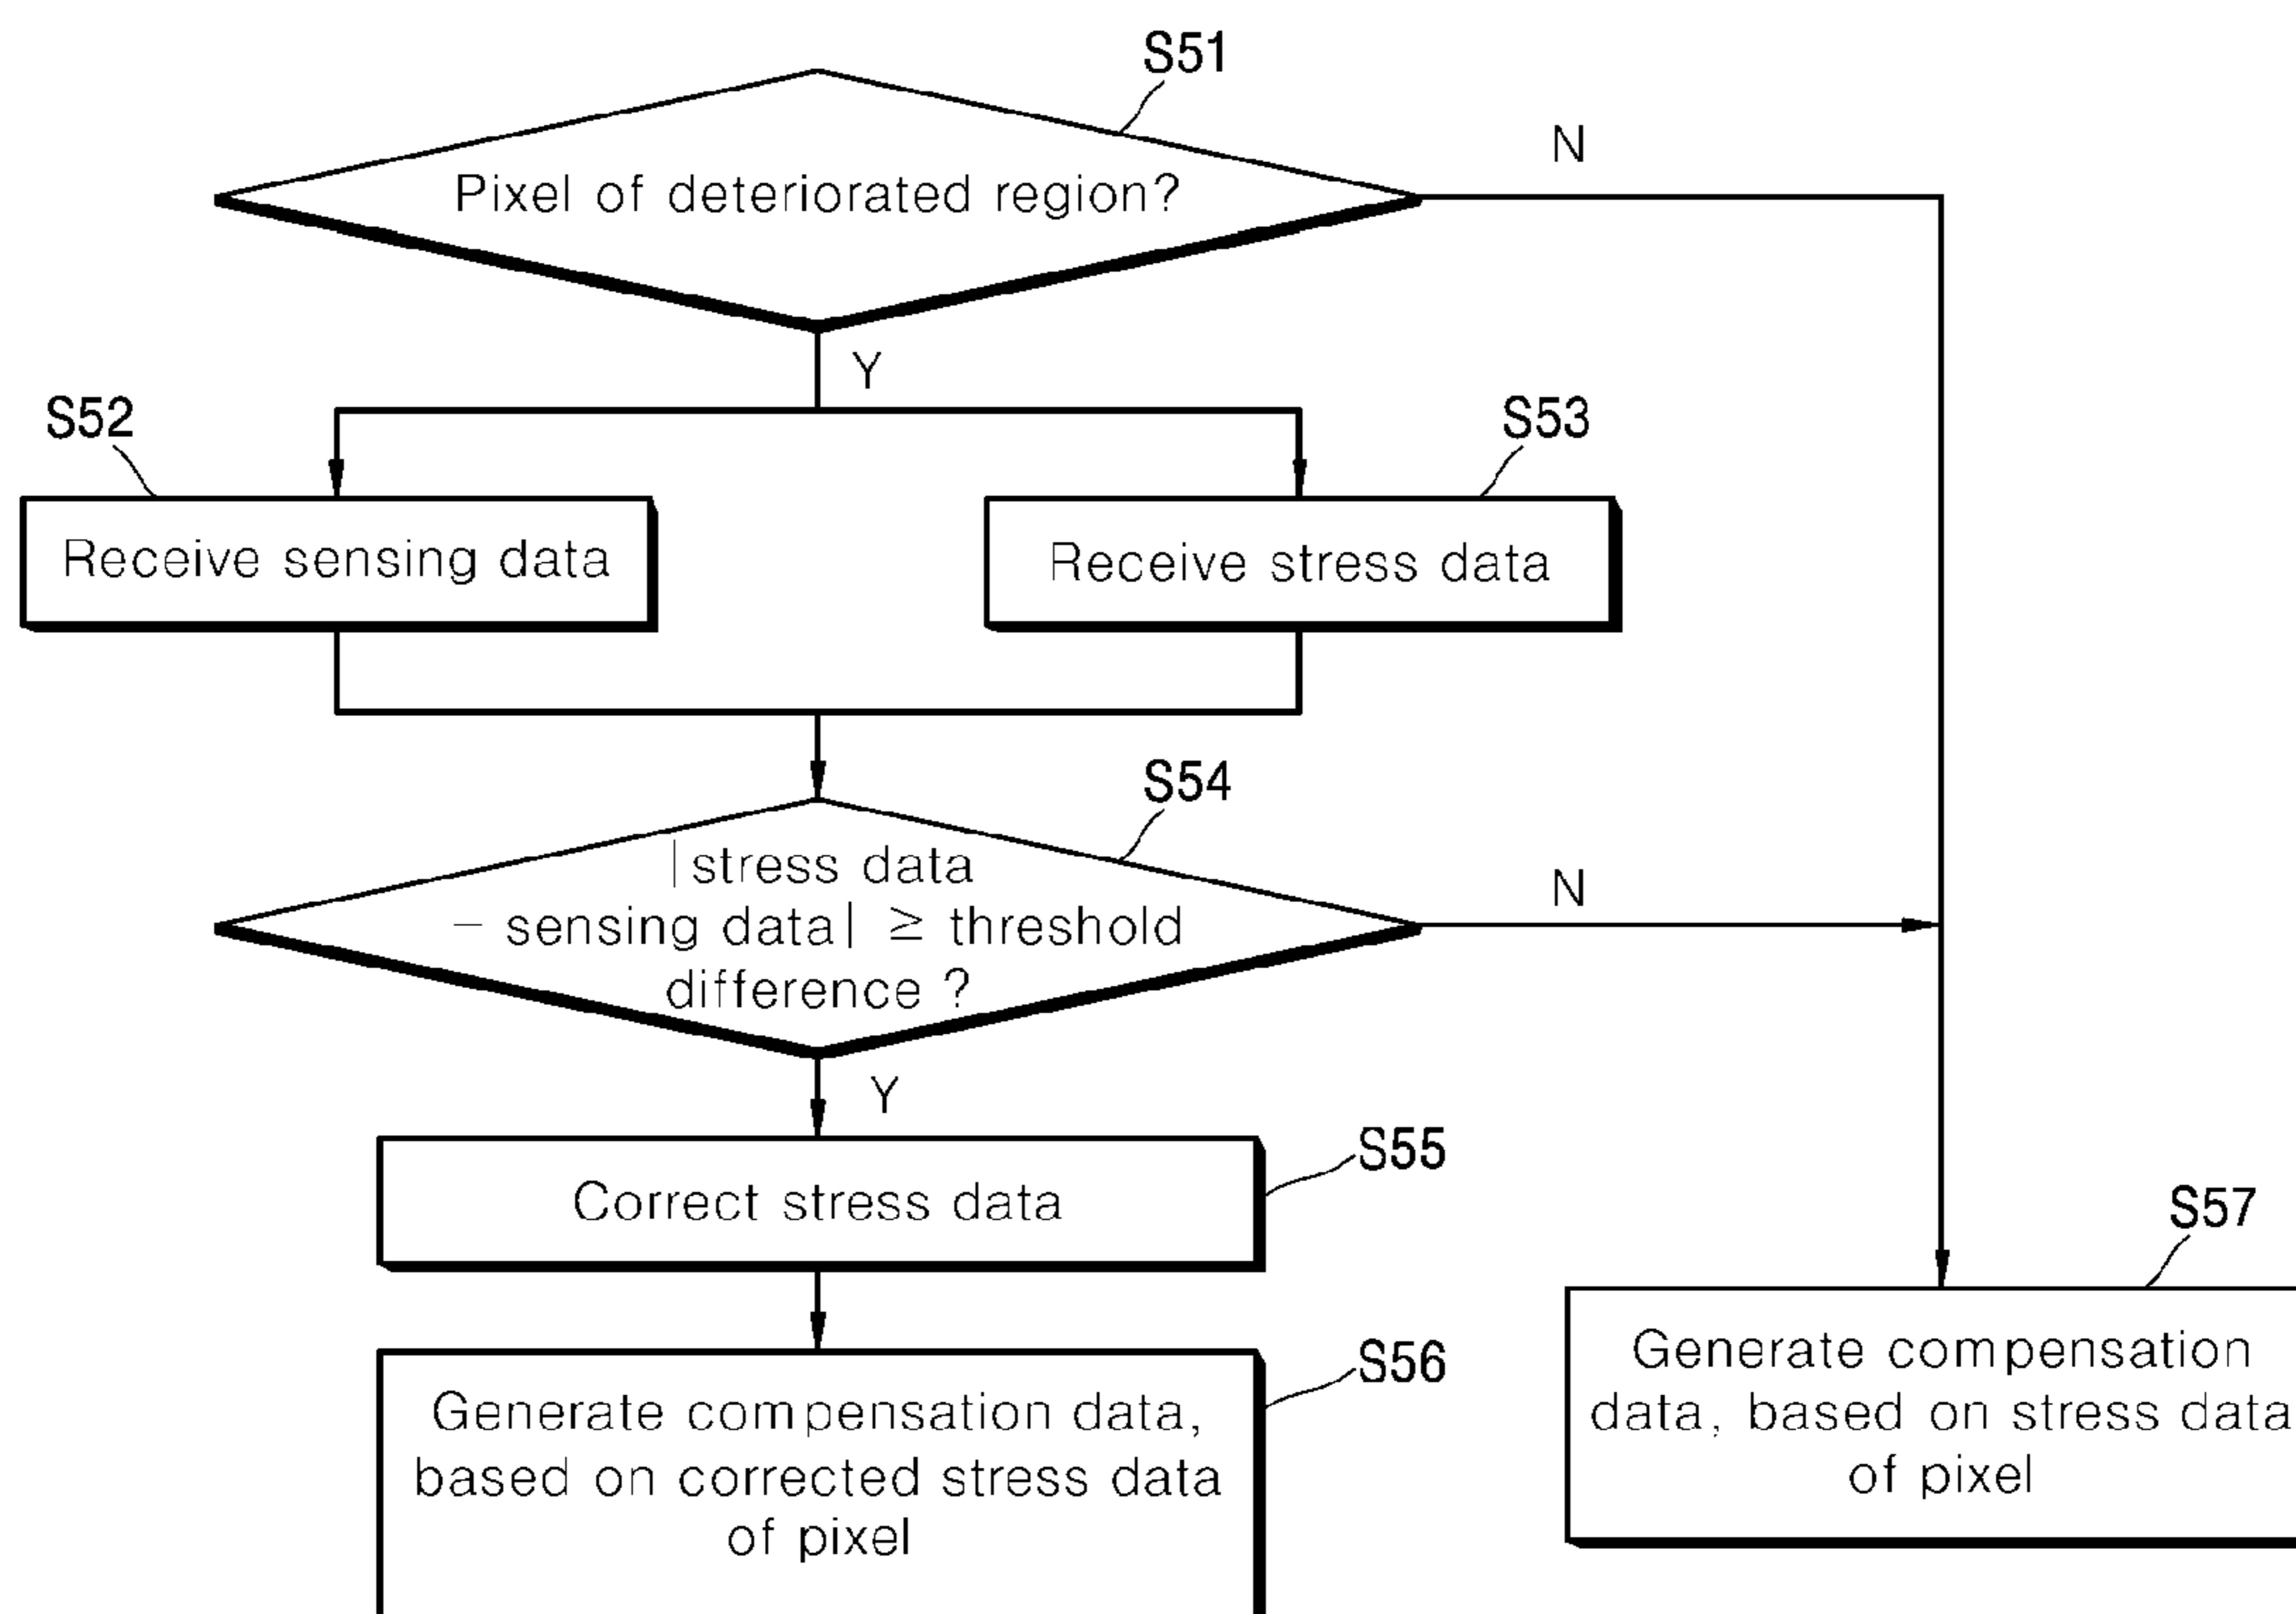 S51
Pixel of deteriorated region?
N
Y
S52
S53
Receive sensing data
Receive stress data
S54
|stress data
− sensing data| ≥ threshold
difference ?
N
Y
S55
Correct stress data
S56
Generate compensation data,
based on corrected stress data
of pixel
S57
Generate compensation
data, based on stress data
of pixel